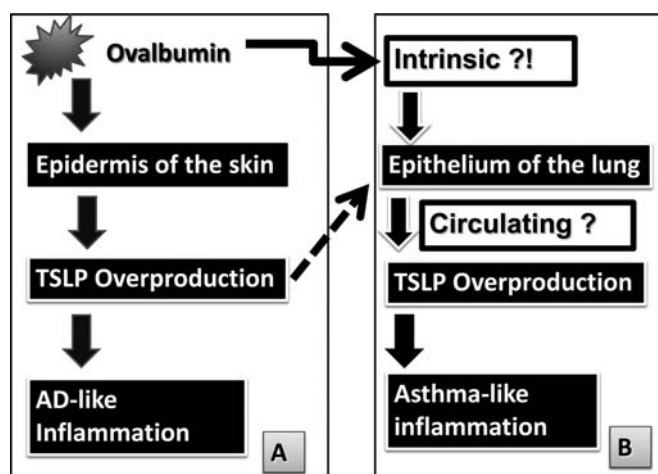 Ovalbumin
Epidermis of the skin
TSLP Overproduction
AD-like
Inflammation
A
Intrinsic ?!
Epithelium of the lung
Circulating ?
TSLP Overproduction
Asthma-like
inflammation
B